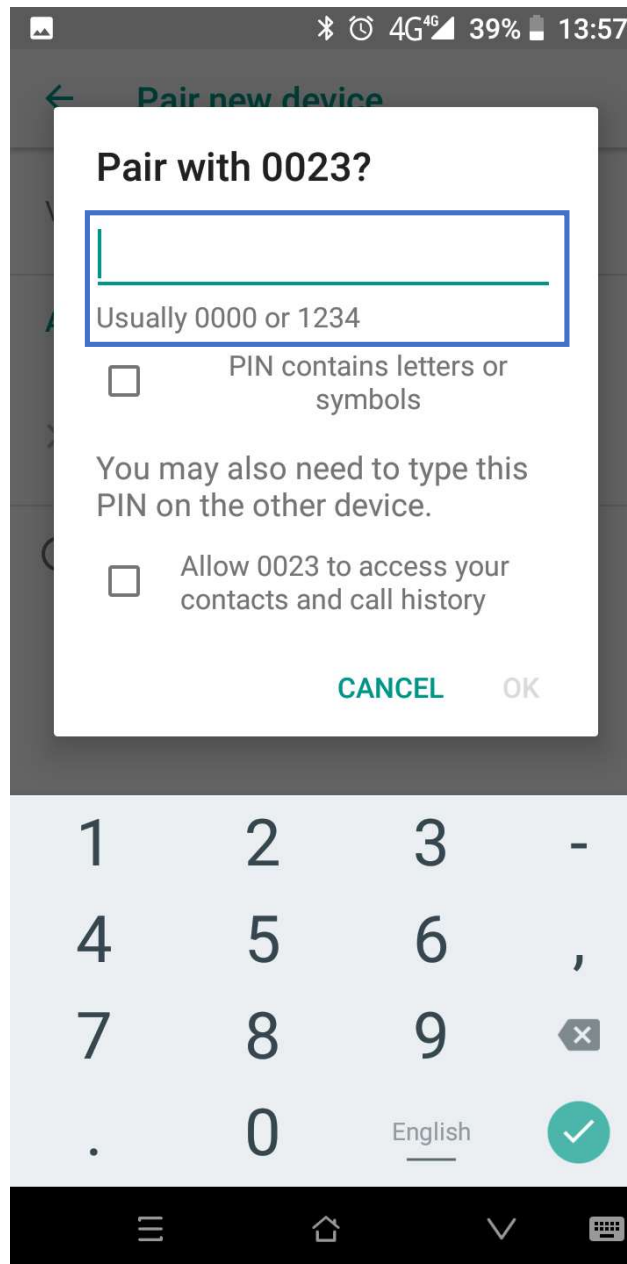 4G 4G 39% 13:57
Pair new device
Pair with 0023?
Usually 0000 or 1234
PIN contains letters or
symbols
You may also need to type this
PIN on the other device.
Allow 0023 to access your
contacts and call history
CANCEL OK
1 2 3 -
4 5 6 ,
7 8 9
. 0 English